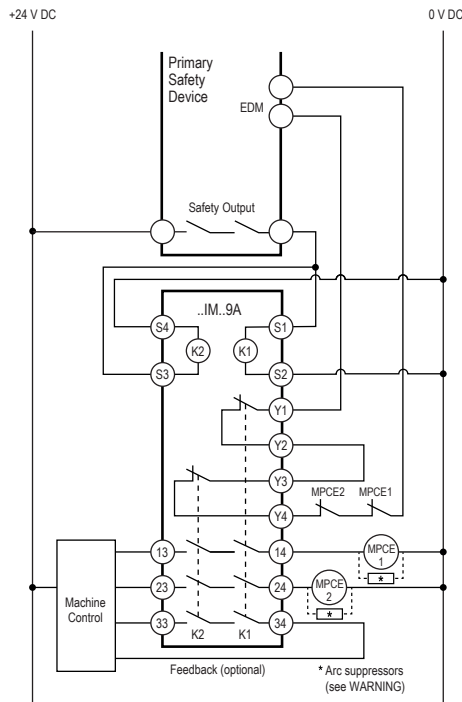 +24 V DC
0 V DC
Primary
Safety
Device
EDM
Safety Output
..IM..9A
S4
S1
K2
K1
S3
S2
Y1
Y2
Y3
MPCE2
MPCE1
Y4
13
14
MPCE
1
*
23
24
MPCE
2
*
Machine
Control
33
34
K2
K1
Feedback (optional)
* Arc suppressors
(see WARNING)